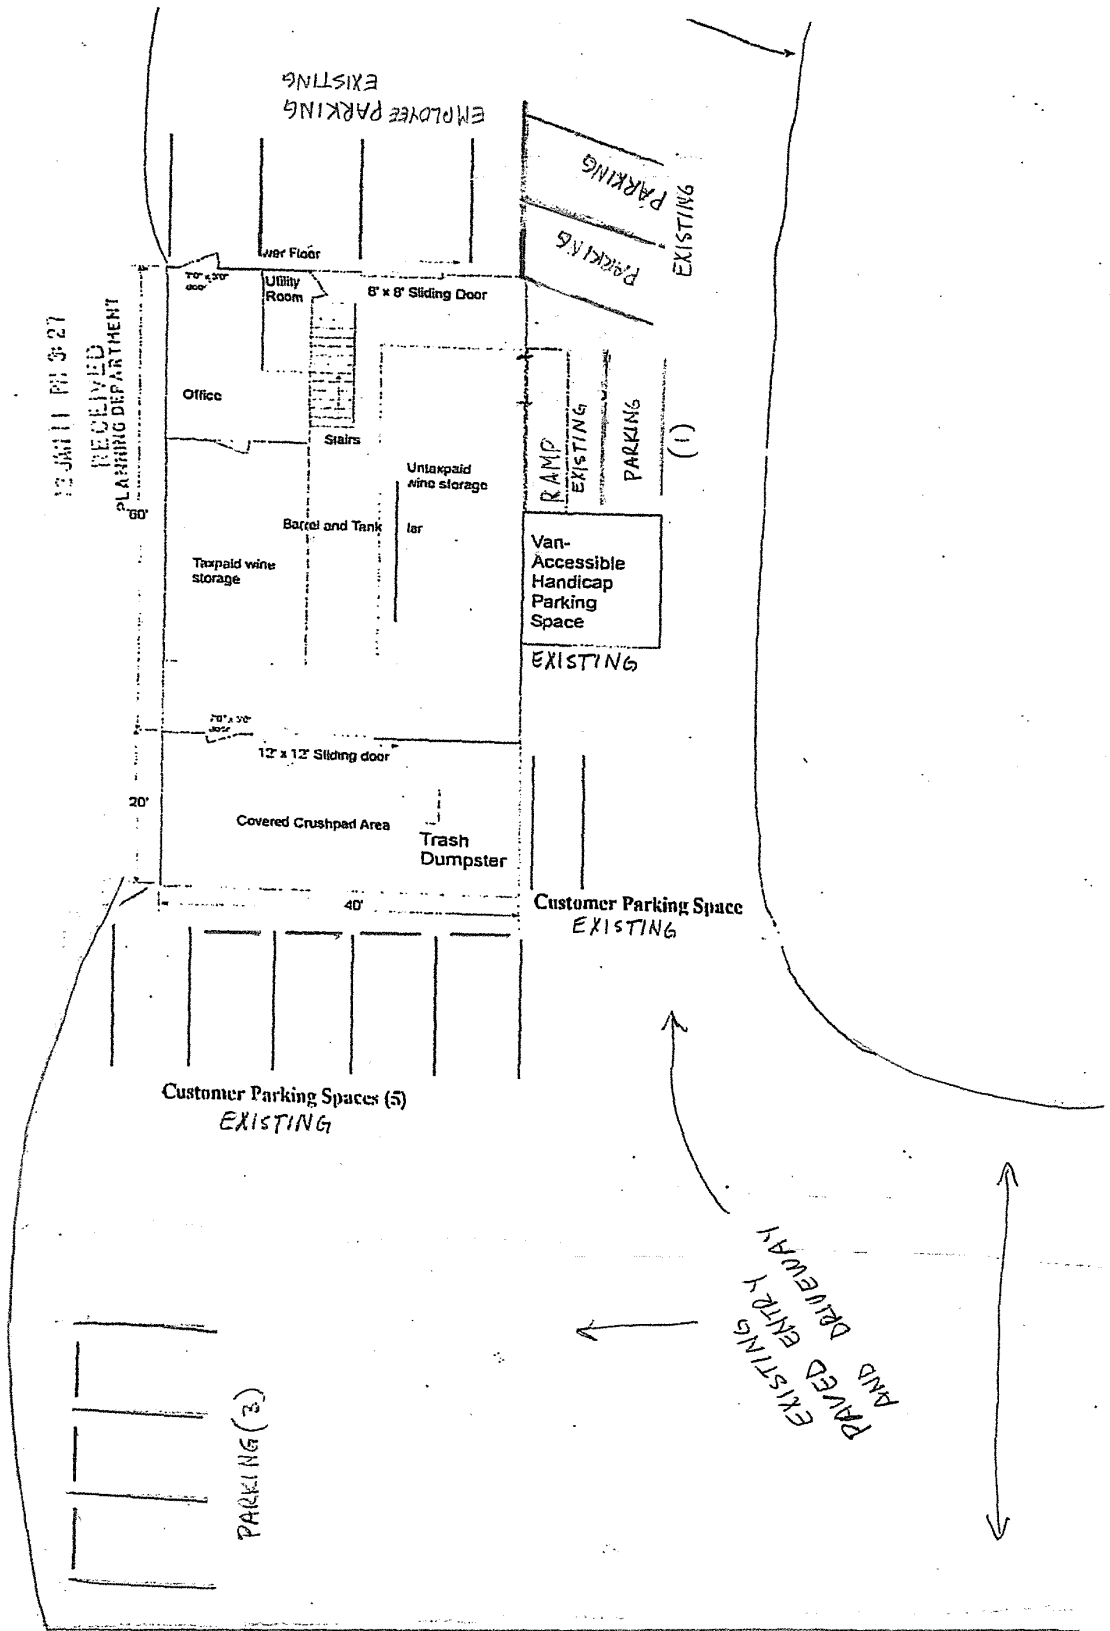 EMPLOYEE PARKING
EXISTING
PARKING
PARKING
EXISTING
wer Floor
Utility
Room
8' x 8' Sliding Door
RECEIVED
PLANNING DEPARTMENT
Office
Stairs
Untaxpaid
wine storage
RAMP
EXISTING
PARKING
(1)
60'
Barrel and Tank
lar
Taxpaid wine
storage
Van-
Accessible
Handicap
Parking
Space
EXISTING
12' x 12' Sliding door
20'
Covered Crushpad Area
Trash
Dumpster
40'
Customer Parking Space
EXISTING
Customer Parking Spaces (5)
EXISTING
EXISTING
PAVED ENTRY
AND DRIVEWAY
PARKING (3)